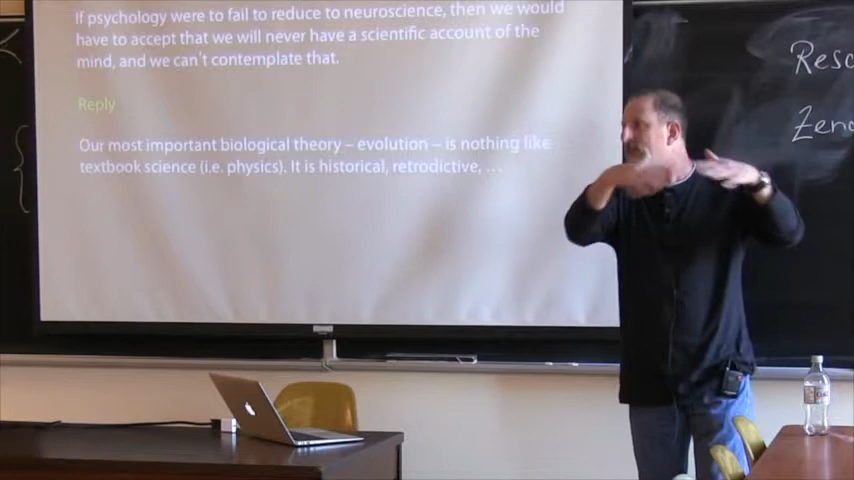 If psychology were to fail to reduce to neuroscience, then we would
have to accept that we will never have a scientific account of the
mind, and we can't contemplate that.
Reply
Our most important biological theory – evolution – is nothing like
textbook science (i.e. physics). It is historical, retrodictive, …